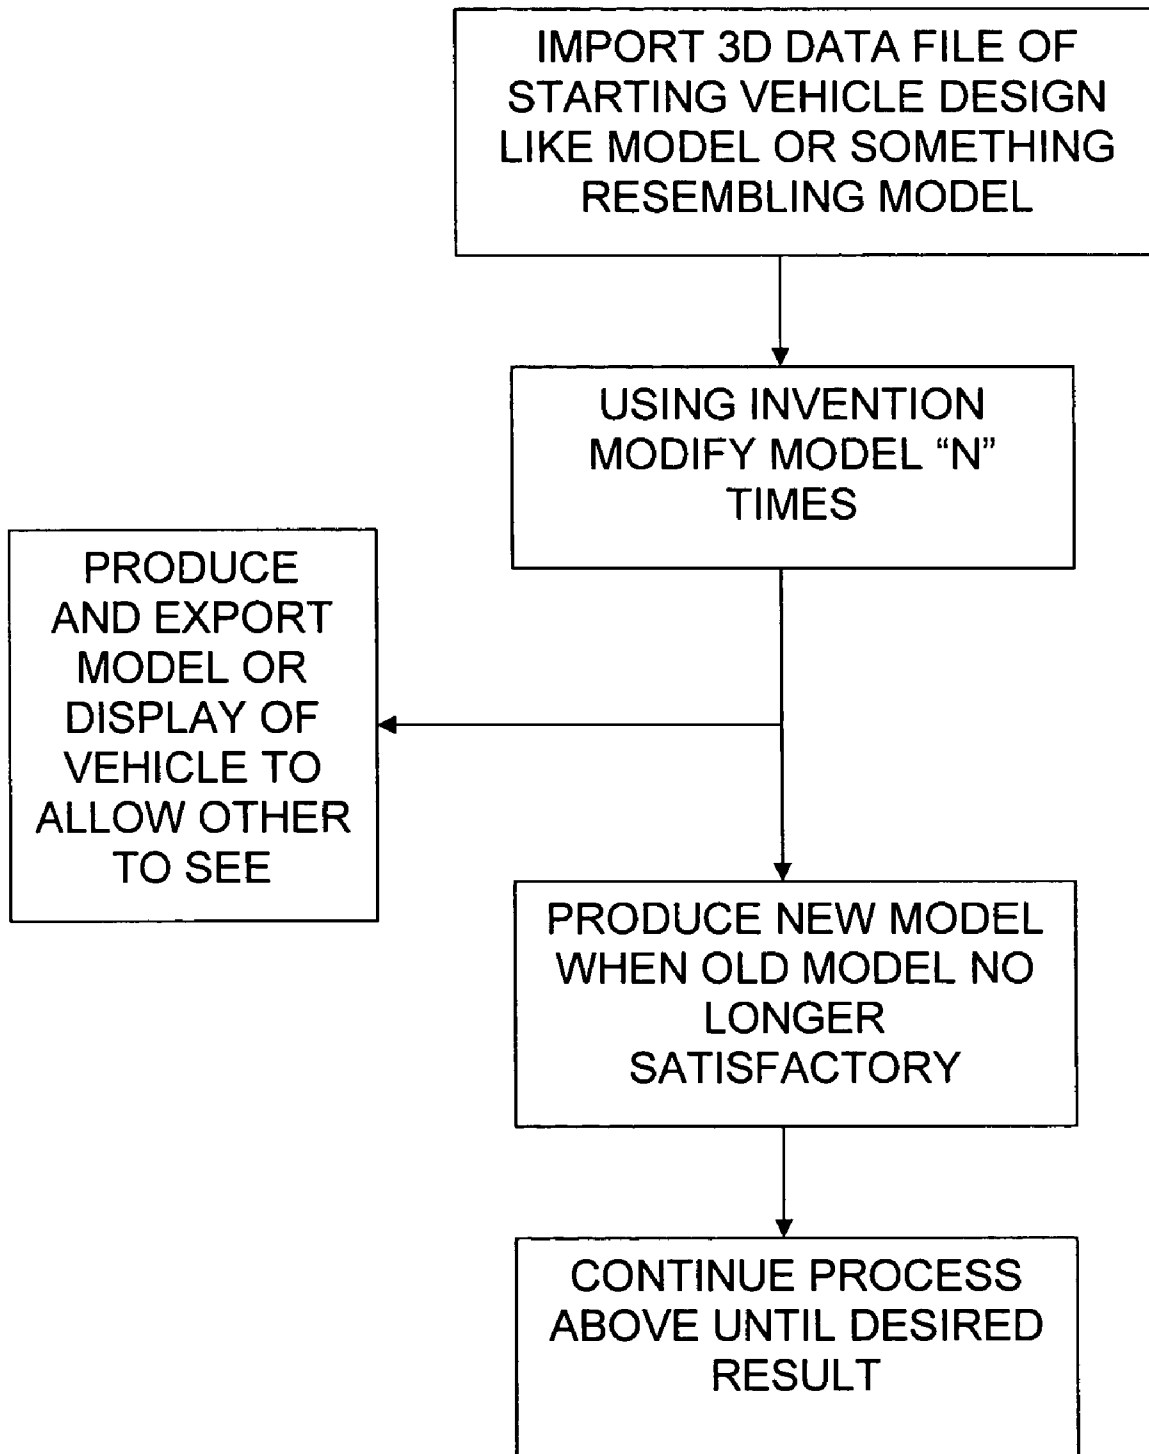 IMPORT 3D DATA FILE OF
STARTING VEHICLE DESIGN
LIKE MODEL OR SOMETHING
RESEMBLING MODEL
USING INVENTION
MODIFY MODEL “N”
TIMES
PRODUCE
AND EXPORT
MODEL OR
DISPLAY OF
VEHICLE TO
ALLOW OTHER
TO SEE
PRODUCE NEW MODEL
WHEN OLD MODEL NO
LONGER
SATISFACTORY
CONTINUE PROCESS
ABOVE UNTIL DESIRED
RESULT